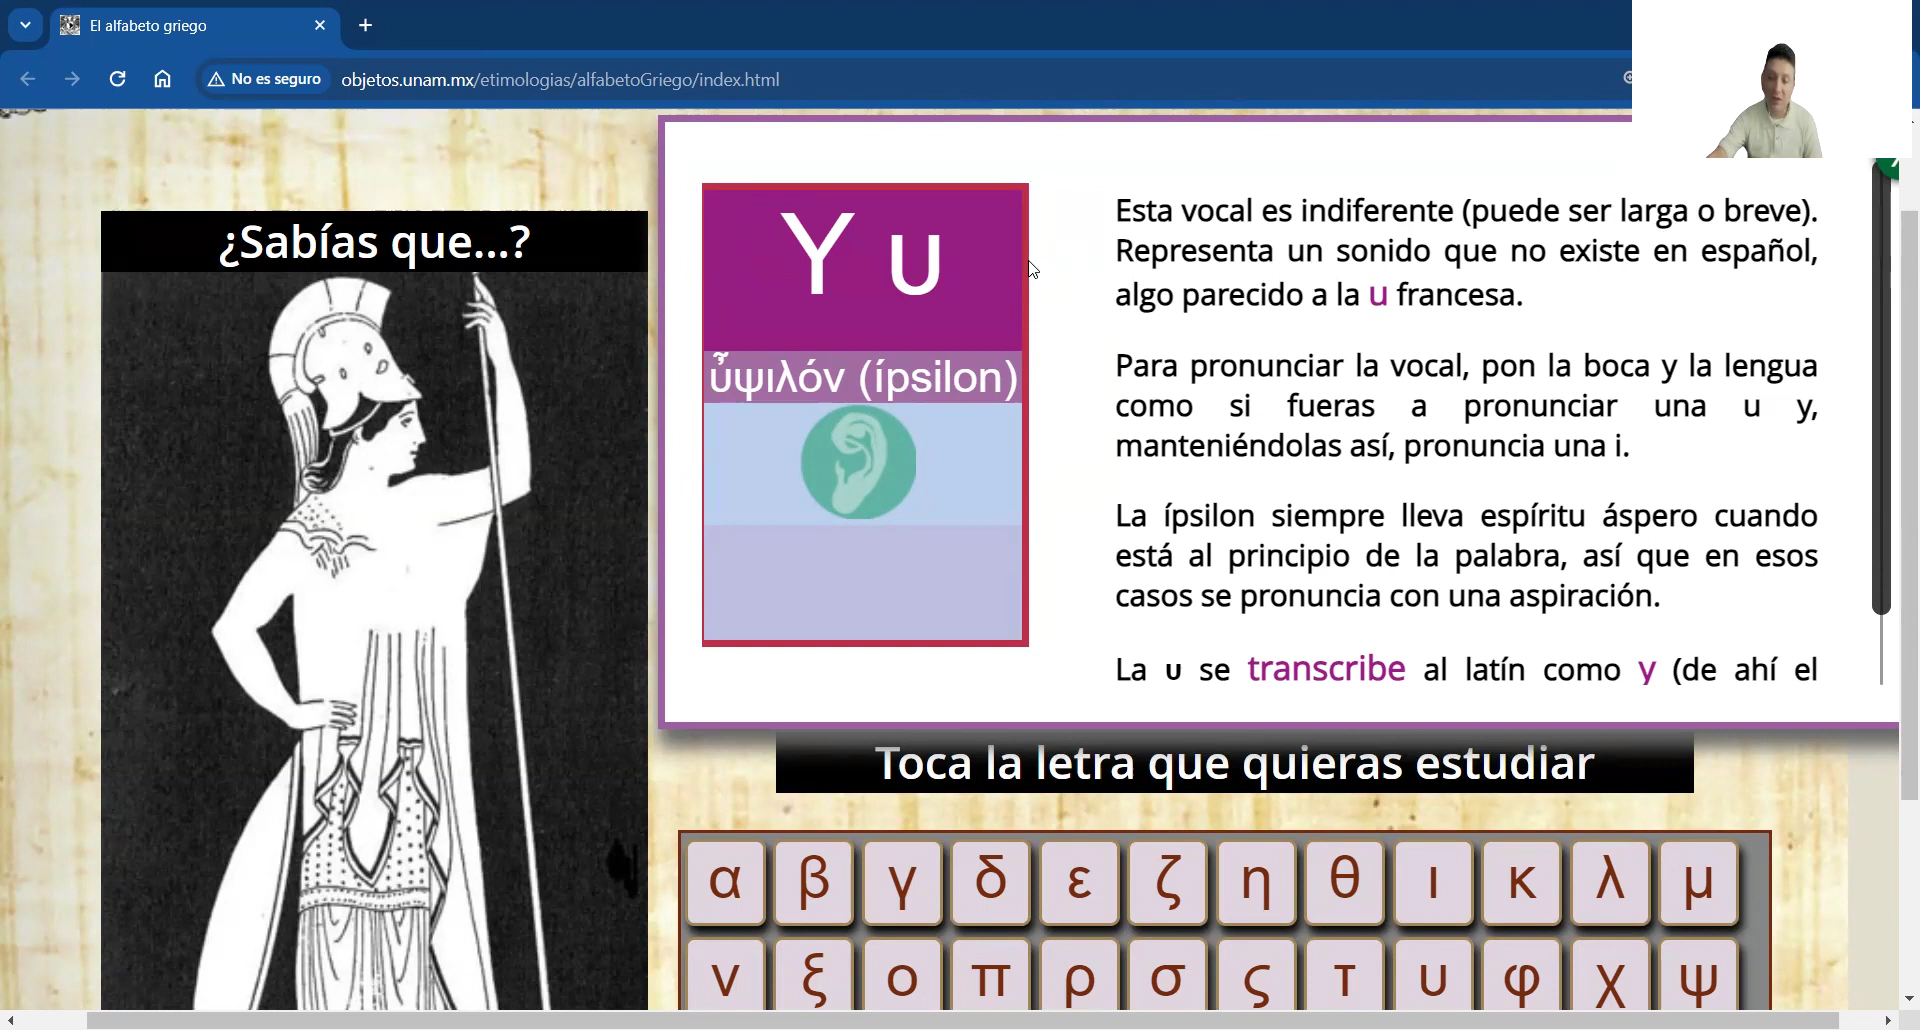 El alfabeto griego
No es seguro
objetos.unam.mx/etimologias/alfabetoGriego/index.html
¿Sabías que...?
Υ υ
ὖψιλόν (ípsilon)
Esta vocal es indiferente (puede ser larga o breve).
Representa un sonido que no existe en español,
algo parecido a la u francesa.
Para pronunciar la vocal, pon la boca y la lengua
como si fueras a pronunciar una u y,
manteniéndolas así, pronuncia una i.
La ípsilon siempre lleva espíritu áspero cuando
está al principio de la palabra, así que en esos
casos se pronuncia con una aspiración.
La υ se transcribe al latín como y (de ahí el
Toca la letra que quieras estudiar
α β γ δ ε ζ η θ ι κ λ μ
ν ξ ο π ρ σ ς τ υ φ χ ψ